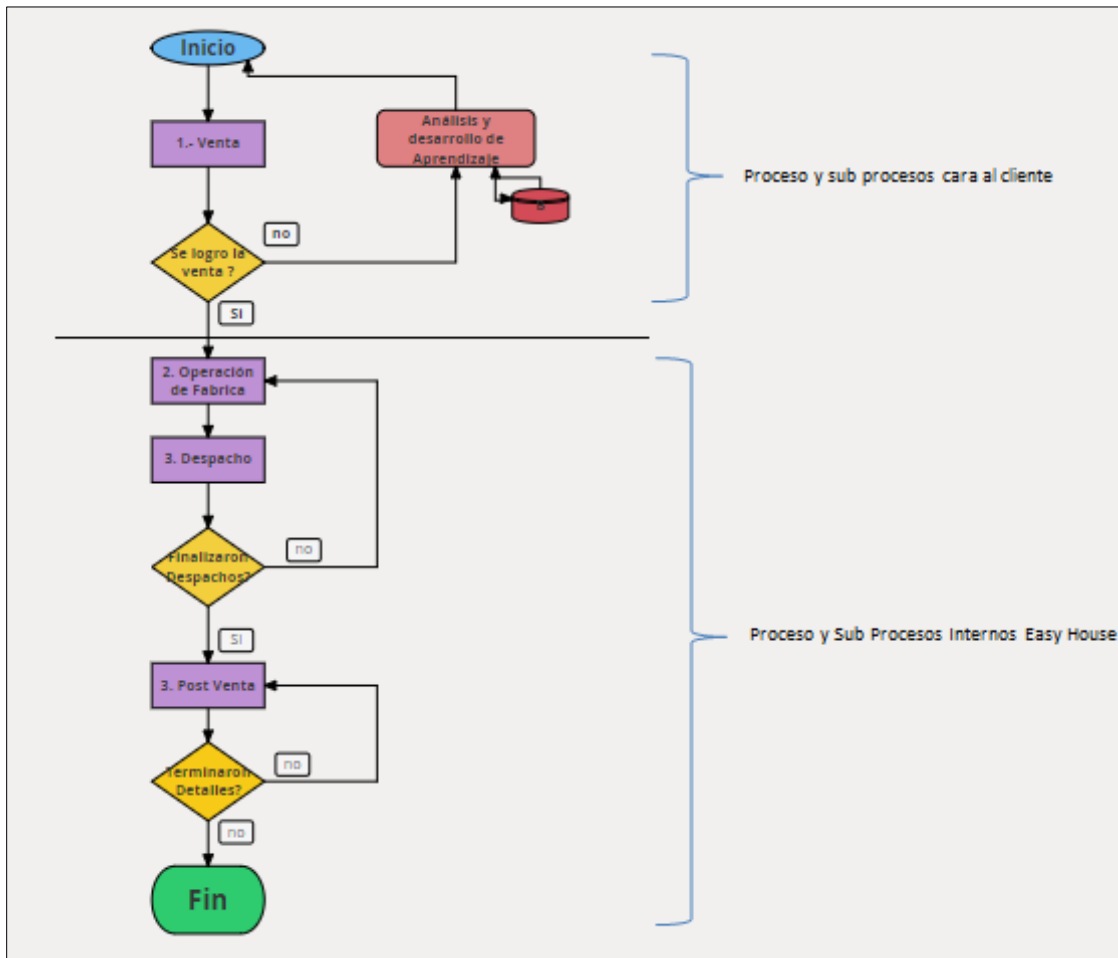 Inicio
1.- Venta
Análisis y
desarrollo de
Aprendizaje
Proceso y sub procesos cara al cliente
no
Se logro la
venta ?
SI
2. Operación
de Fabrica
3. Despacho
no
Finalizaron
Despachos?
SI
Proceso y Sub Procesos Internos Easy House
3. Post Venta
no
Terminaron
Detalles?
no
Fin